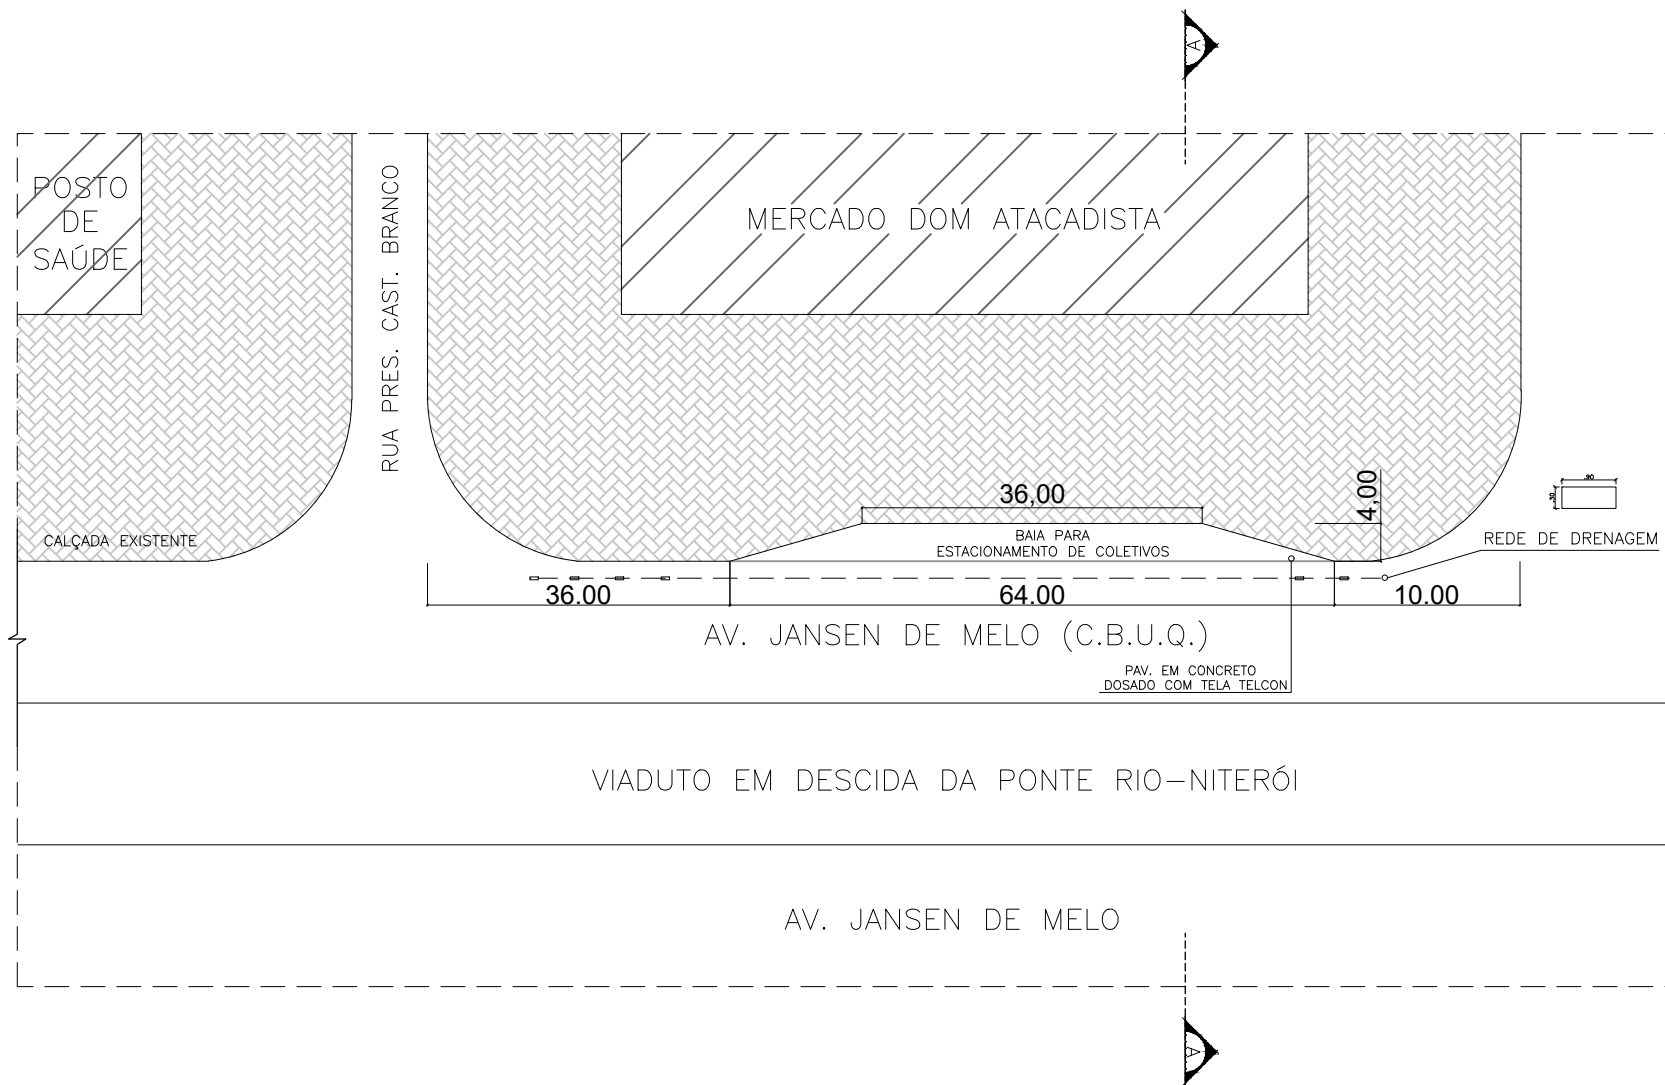 A
POSTO
DE
SAÚDE
RUA PRES. CAST. BRANCO
MERCADO DOM ATACADISTA
36,00
4,00
.90
.30
BAIA PARA
ESTACIONAMENTO DE COLETIVOS
CALÇADA EXISTENTE
REDE DE DRENAGEM
36.00
64.00
10.00
AV. JANSEN DE MELO (C.B.U.Q.)
PAV. EM CONCRETO
DOSADO COM TELA TELCON
VIADUTO EM DESCIDA DA PONTE RIO-NITERÓI
AV. JANSEN DE MELO
A